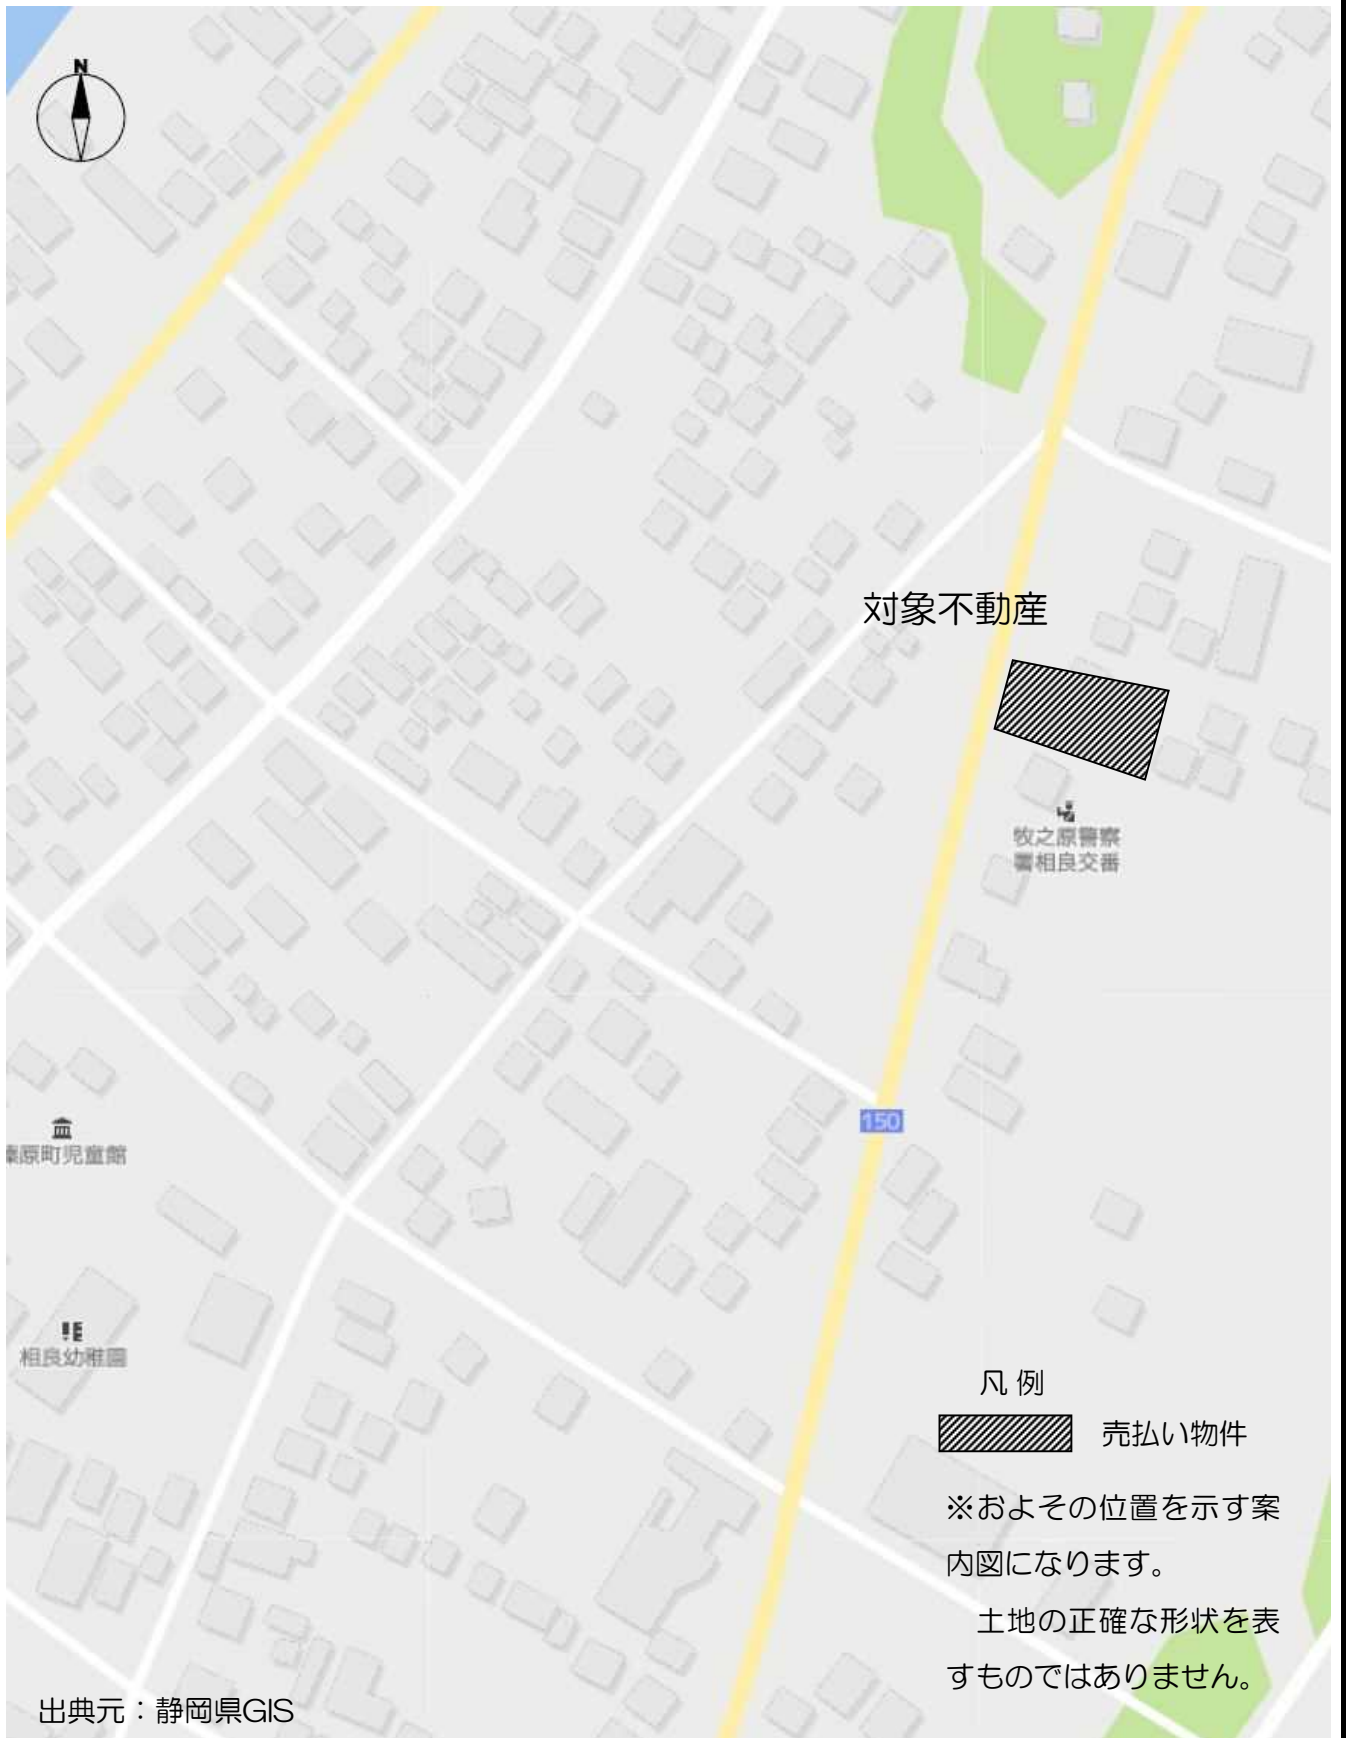 N
対象不動産
牧之原警察
署相良交番
150
榛原町児童館
相良幼稚園
凡 例
売払い物件
※およその位置を示す案
内図になります。
土地の正確な形状を表
すものではありません。
出典元：静岡県GIS